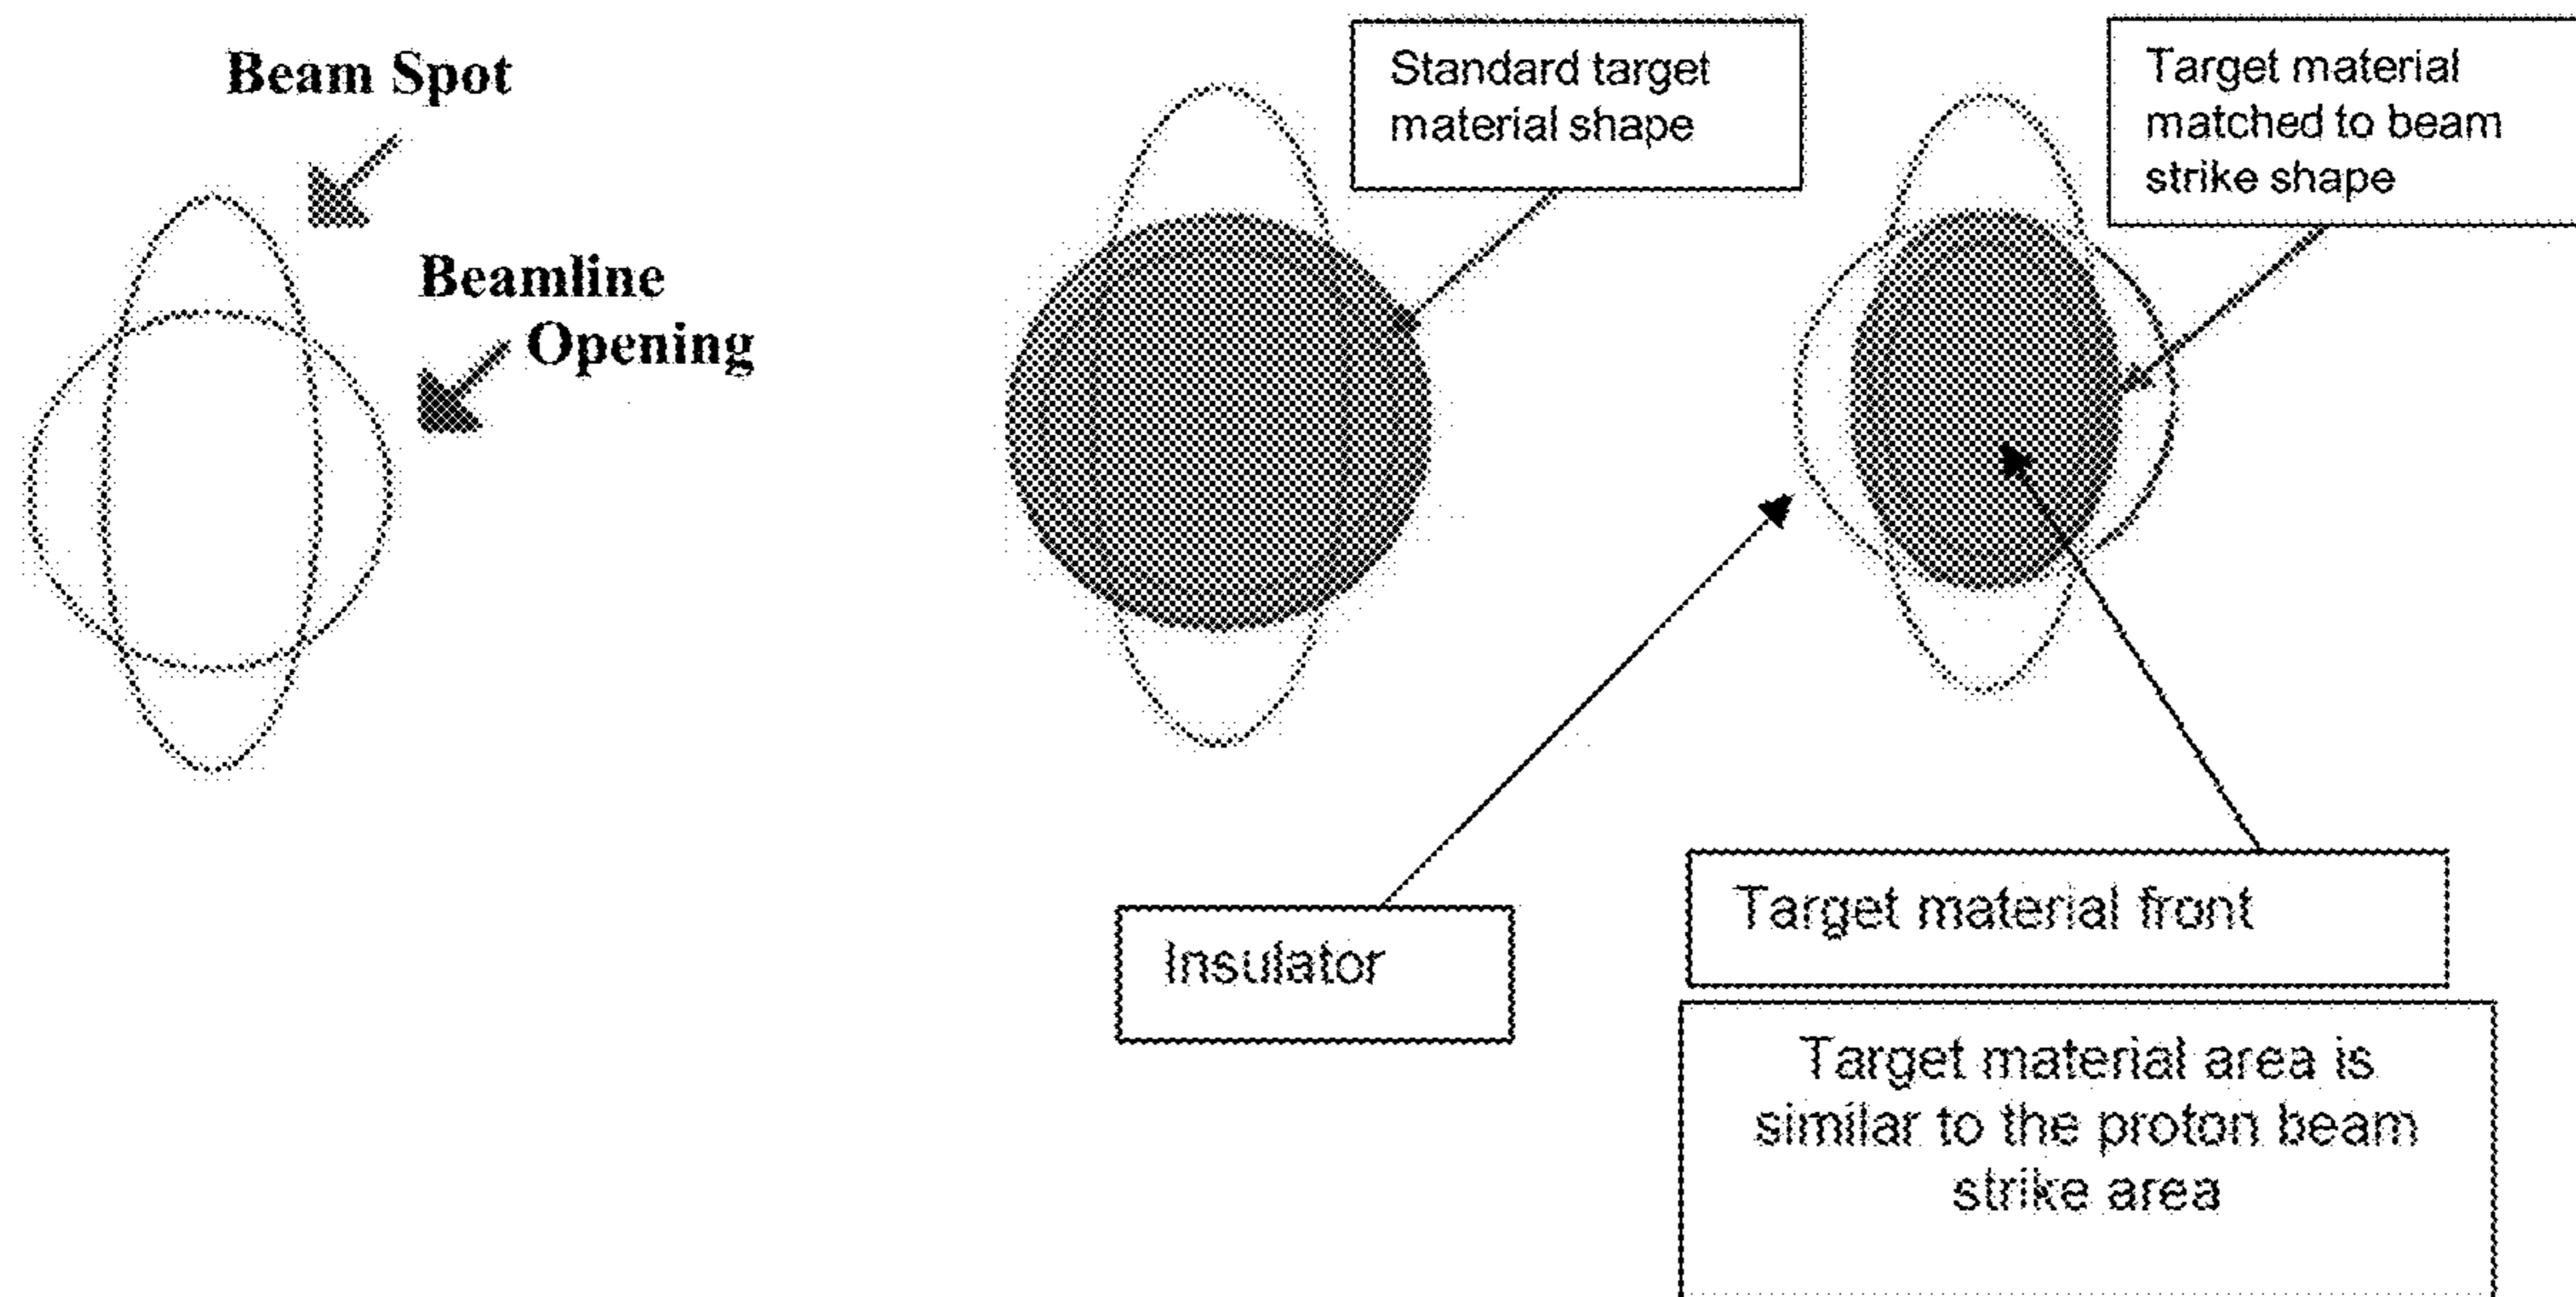 Beam Spot
Beamline
Opening
Standard target
material shape
Target material
matched to beam
strike shape
Insulator
Target material front
Target material area is
similar to the proton beam
strike area